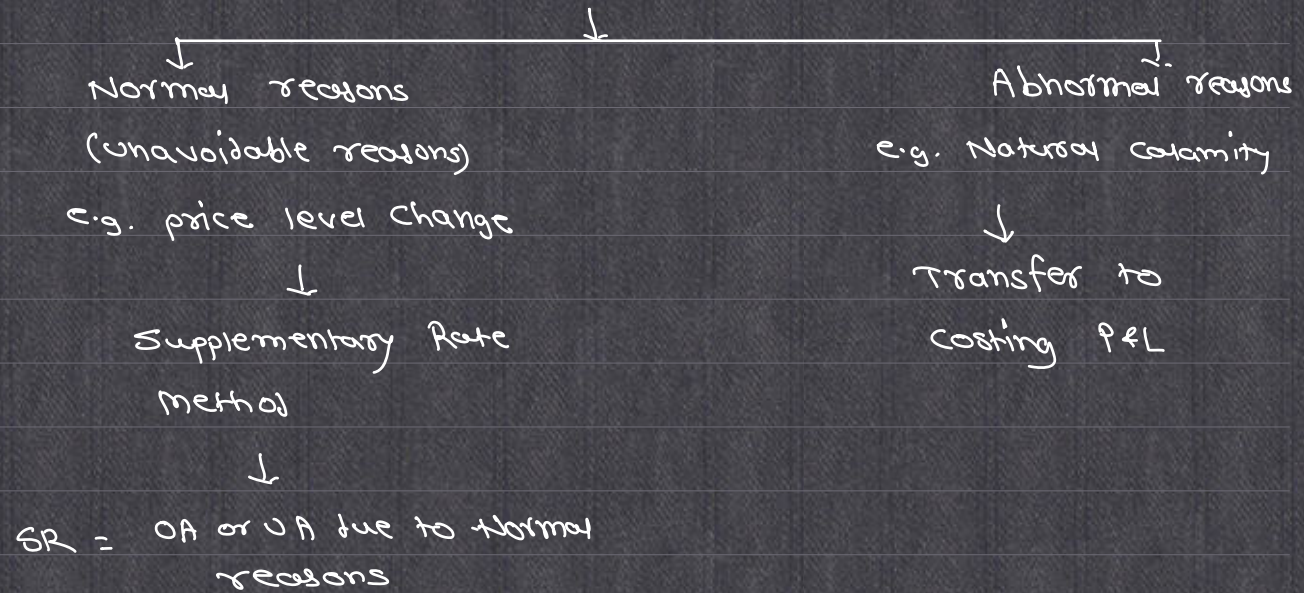 Normal reasons
(unavoidable reasons)
e.g. price level change
Supplementary Rate
Method
SR = OA or UA due to Normal
reasons
Abnormal reasons
e.g. Natural calamity
Transfer to
costing P&L